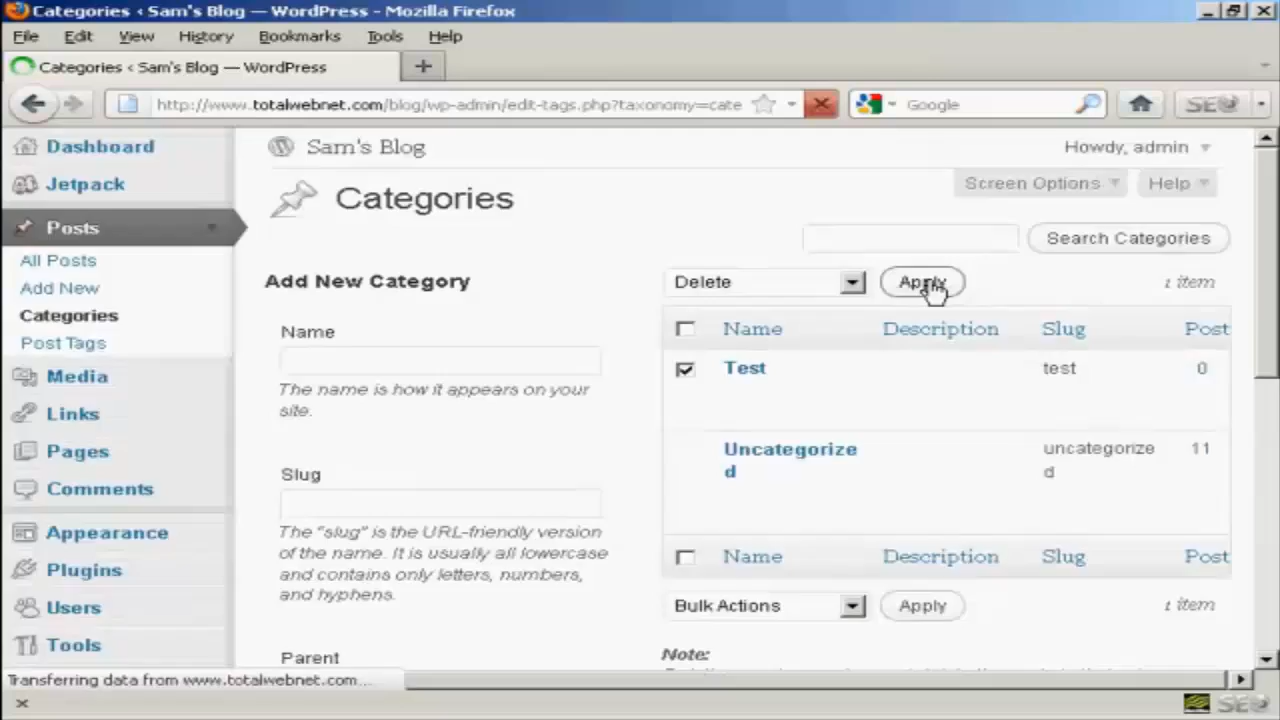 Categories ‹ Sam's Blog — WordPress - Mozilla Firefox
File Edit View History Bookmarks Tools Help
Categories ‹ Sam's Blog — WordPress
http://www.totalwebnet.com/blog/wp-admin/edit-tags.php?taxonomy=cate
Google
SEO
Dashboard
Jetpack
Posts
All Posts
Add New
Categories
Post Tags
Media
Links
Pages
Comments
Appearance
Plugins
Users
Tools
Sam's Blog
Howdy, admin
Screen Options
Help
Categories
Search Categories
Add New Category
Name
The name is how it appears on your
site.
Slug
The "slug" is the URL-friendly version
of the name. It is usually all lowercase
and contains only letters, numbers,
and hyphens.
Parent
Delete Apply 1 item
Name Description Slug Post
Test test 0
Uncategorize uncategorize 11
d d
Name Description Slug Post
Bulk Actions Apply 1 item
Note:
Transferring data from www.totalwebnet.com...
SEO